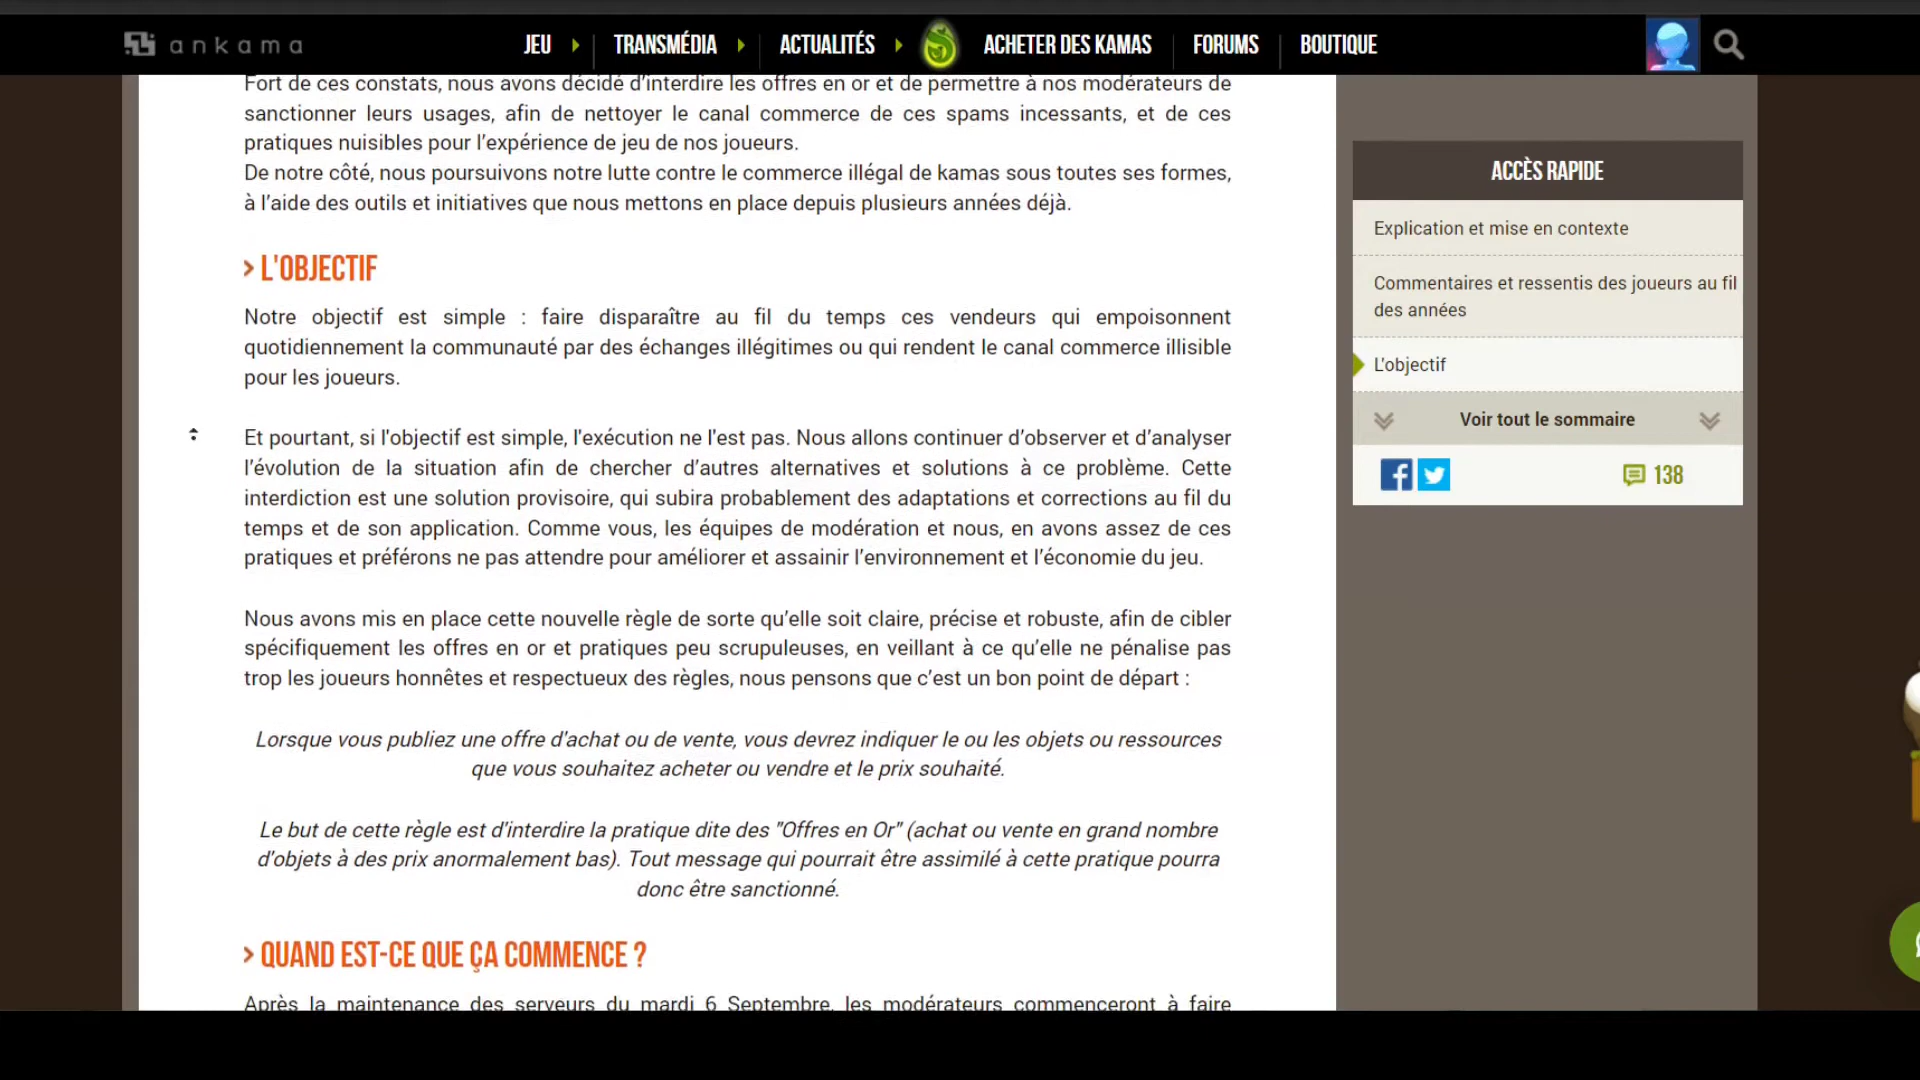 ankama
JEU
TRANSMÉDIA
ACTUALITÉS
ACHETER DES KAMAS
FORUMS
BOUTIQUE
Fort de ces constats, nous avons décidé d’interdire les offres en or et de permettre à nos modérateurs de
sanctionner leurs usages, afin de nettoyer le canal commerce de ces spams incessants, et de ces
pratiques nuisibles pour l’expérience de jeu de nos joueurs.
De notre côté, nous poursuivons notre lutte contre le commerce illégal de kamas sous toutes ses formes,
à l’aide des outils et initiatives que nous mettons en place depuis plusieurs années déjà.
> L'OBJECTIF
Notre objectif est simple : faire disparaître au fil du temps ces vendeurs qui empoisonnent
quotidiennement la communauté par des échanges illégitimes ou qui rendent le canal commerce illisible
pour les joueurs.
Et pourtant, si l'objectif est simple, l'exécution ne l'est pas. Nous allons continuer d’observer et d’analyser
l’évolution de la situation afin de chercher d’autres alternatives et solutions à ce problème. Cette
interdiction est une solution provisoire, qui subira probablement des adaptations et corrections au fil du
temps et de son application. Comme vous, les équipes de modération et nous, en avons assez de ces
pratiques et préférons ne pas attendre pour améliorer et assainir l’environnement et l’économie du jeu.
Nous avons mis en place cette nouvelle règle de sorte qu’elle soit claire, précise et robuste, afin de cibler
spécifiquement les offres en or et pratiques peu scrupuleuses, en veillant à ce qu’elle ne pénalise pas
trop les joueurs honnêtes et respectueux des règles, nous pensons que c’est un bon point de départ :
Lorsque vous publiez une offre d'achat ou de vente, vous devrez indiquer le ou les objets ou ressources
que vous souhaitez acheter ou vendre et le prix souhaité.
Le but de cette règle est d'interdire la pratique dite des "Offres en Or" (achat ou vente en grand nombre
d’objets à des prix anormalement bas). Tout message qui pourrait être assimilé à cette pratique pourra
donc être sanctionné.
> QUAND EST-CE QUE ÇA COMMENCE ?
Après la maintenance des serveurs du mardi 6 Septembre, les modérateurs commenceront à faire
ACCÈS RAPIDE
Explication et mise en contexte
Commentaires et ressentis des joueurs au fil
des années
L'objectif
Voir tout le sommaire
138